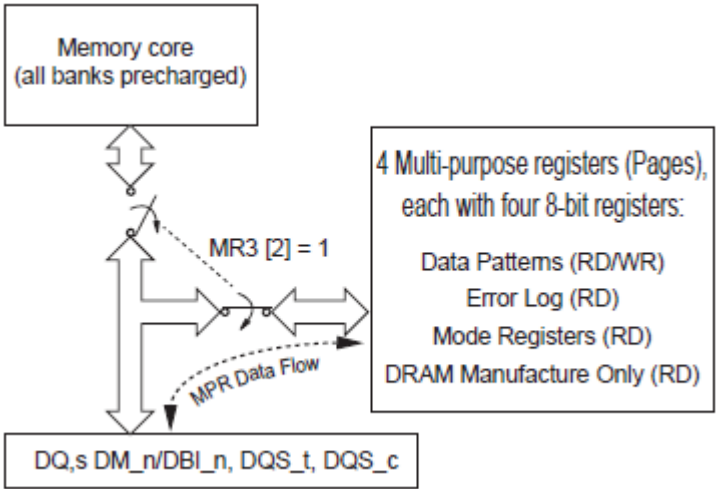 Memory core
(all banks precharged)
4 Multi-purpose registers (Pages),
each with four 8-bit registers:
Data Patterns (RD/WR)
Error Log (RD)
Mode Registers (RD)
DRAM Manufacture Only (RD)
MR3 [2] = 1
MPR Data Flow
DQ,s DM_n/DBI_n, DQS_t, DQS_c